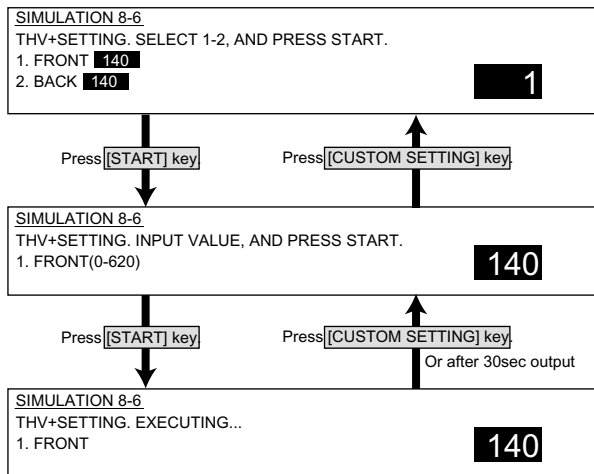 SIMULATION 8-6
THV+SETTING. SELECT 1-2, AND PRESS START.
1. FRONT 140
2. BACK 140
1
Press [START] key.
Press [CUSTOM SETTING] key.
SIMULATION 8-6
THV+SETTING. INPUT VALUE, AND PRESS START.
1. FRONT(0-620)
140
Press [START] key.
Press [CUSTOM SETTING] key.
Or after 30sec output
SIMULATION 8-6
THV+SETTING. EXECUTING...
1. FRONT
140